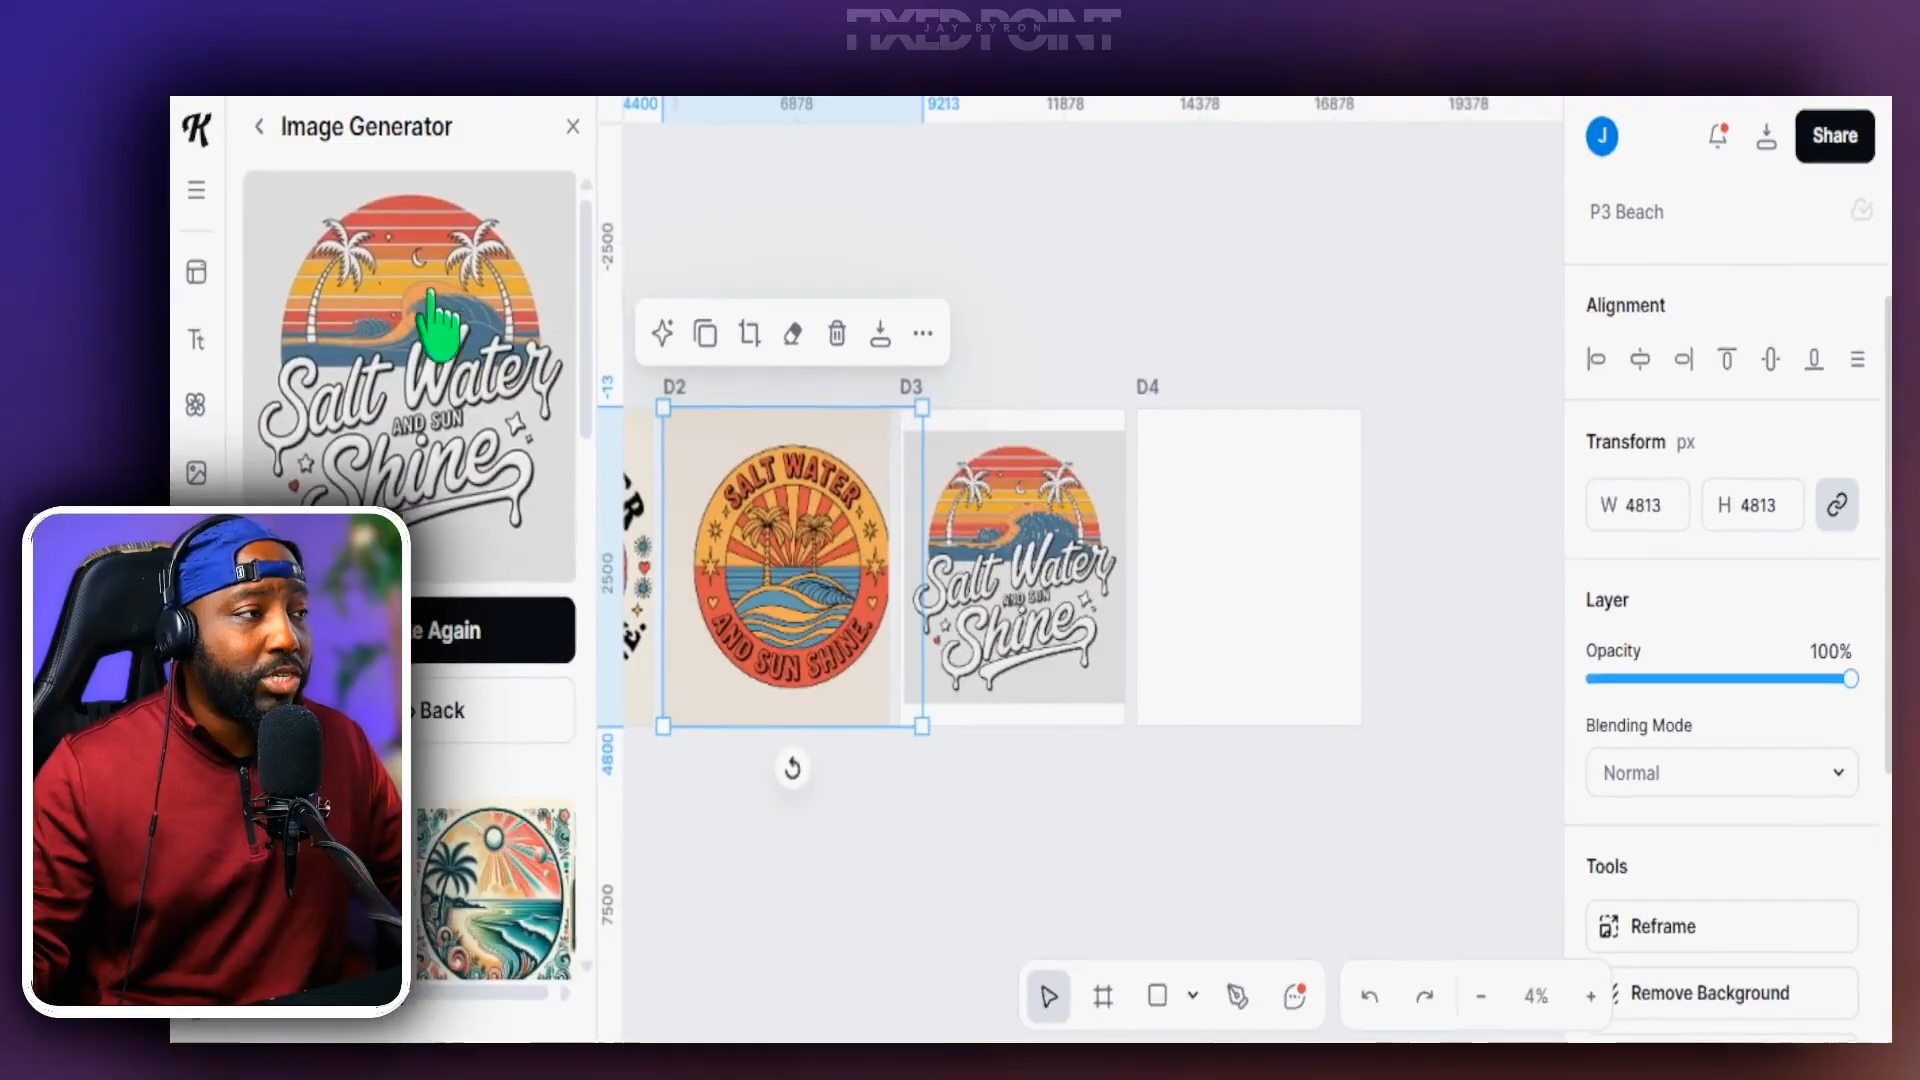 FIXED POINT
JAY BYRON
K
Image Generator
4400
6878
9213
11878
14378
16878
19378
J
Share
P3 Beach
-2500
-13
2500
4800
7500
Salt Water
AND SUN
Shine
e Again
Back
D2
D3
D4
SALT WATER
AND SUN SHINE.
Salt Water
AND SUN
Shine
Alignment
Transform px
W 4813
H 4813
Layer
Opacity
100%
Blending Mode
Normal
Tools
Reframe
Remove Background
Tt
4%